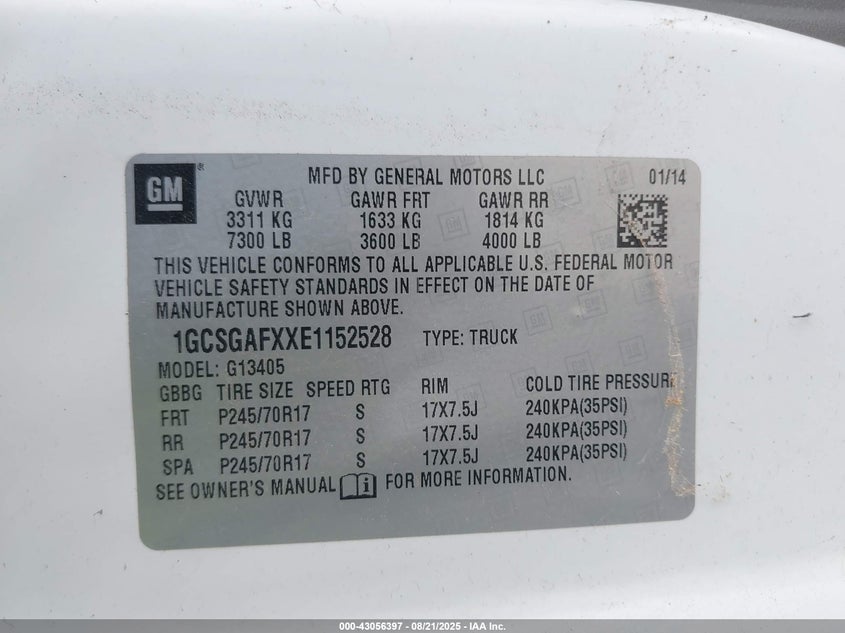 GM ®
MFD BY GENERAL MOTORS LLC 01/14
GVWR GAWR FRT GAWR RR
3311 KG 1633 KG 1814 KG
7300 LB 3600 LB 4000 LB
THIS VEHICLE CONFORMS TO ALL APPLICABLE U.S. FEDERAL MOTOR
VEHICLE SAFETY STANDARDS IN EFFECT ON THE DATE OF
MANUFACTURE SHOWN ABOVE.
1GCSGAFXXE1152528 TYPE: TRUCK
MODEL: G13405
GBBG TIRE SIZE SPEED RTG RIM COLD TIRE PRESSURE
FRT P245/70R17 S 17X7.5J 240KPA(35PSI)
RR P245/70R17 S 17X7.5J 240KPA(35PSI)
SPA P245/70R17 S 17X7.5J 240KPA(35PSI)
SEE OWNER'S MANUAL i FOR MORE INFORMATION.
000-43056397 - 08/21/2025 - IAA Inc.